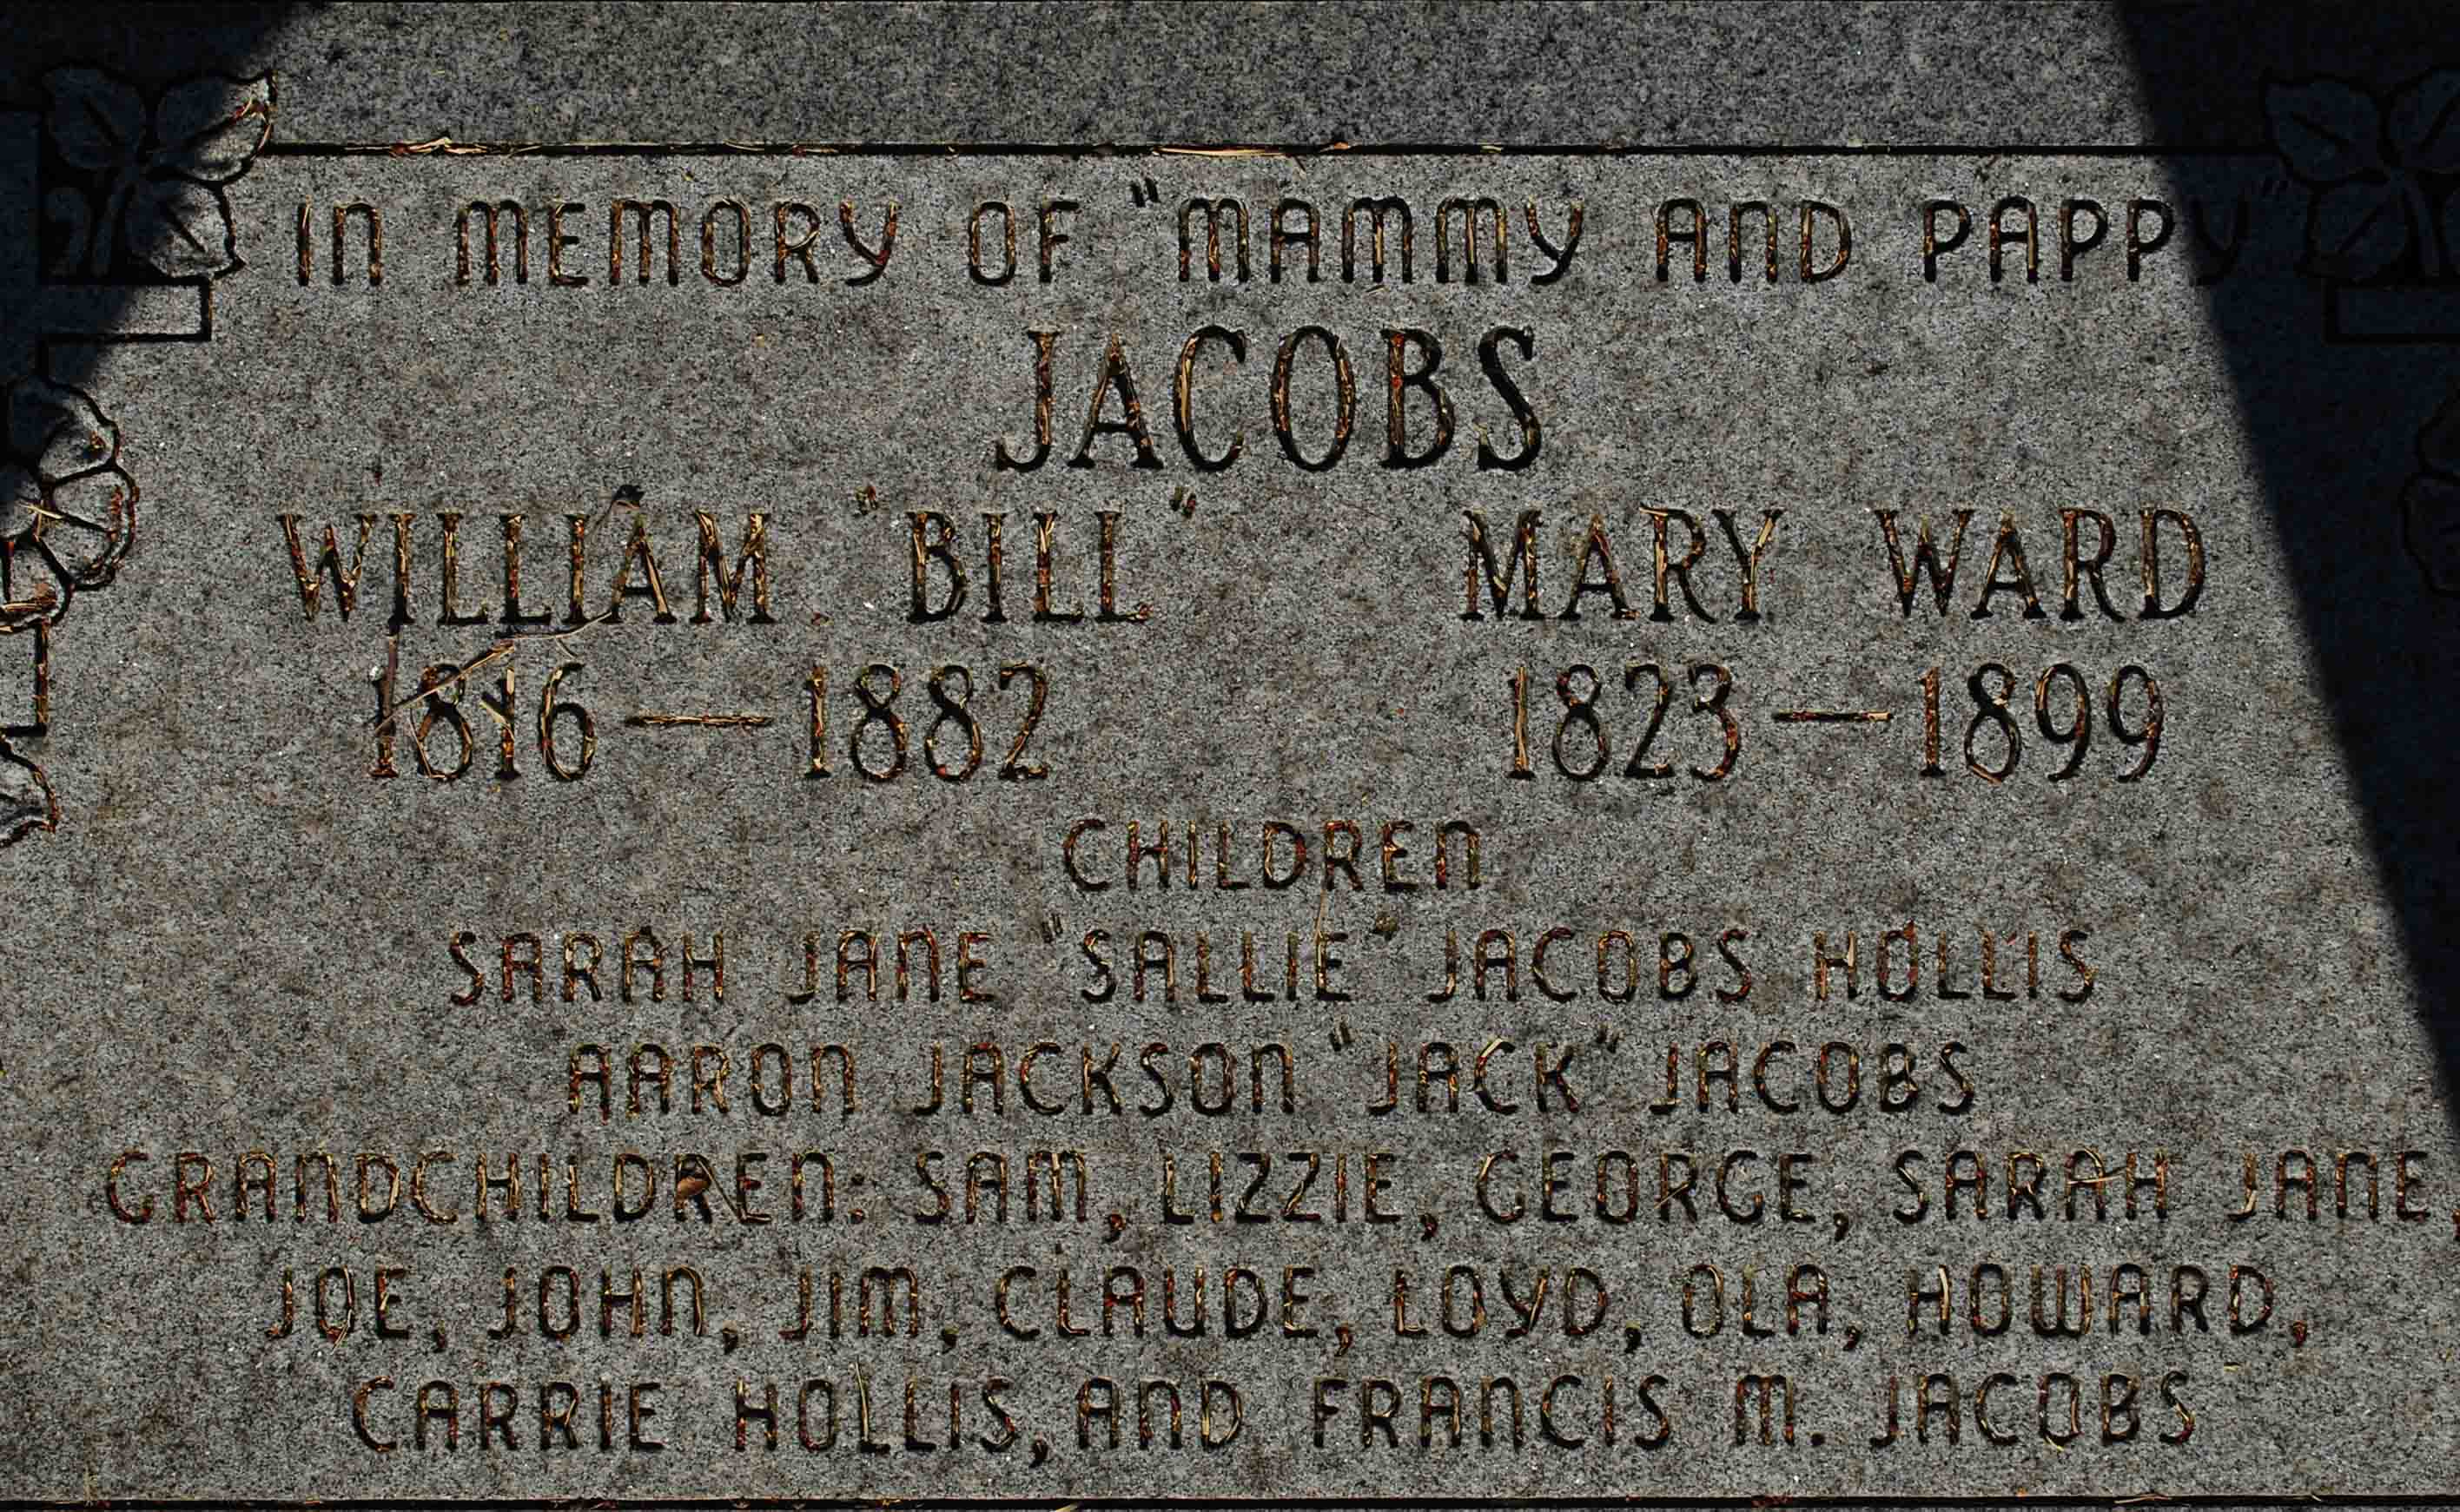 IN MEMORY OF "MAMMY AND PAPPY"
JACOBS
WILLIAM "BILL" MARY WARD
1816—1882 1823—1899
CHILDREN
SARAH JANE "SALLIE" JACOBS HOLLIS
AARON JACKSON "JACK" JACOBS
GRANDCHILDREN: SAM, LIZZIE, GEORGE, SARAH JANE,
JOE, JOHN, JIM, CLAUDE, LOYD, OLA, HOWARD,
CARRIE HOLLIS, AND FRANCIS M. JACOBS